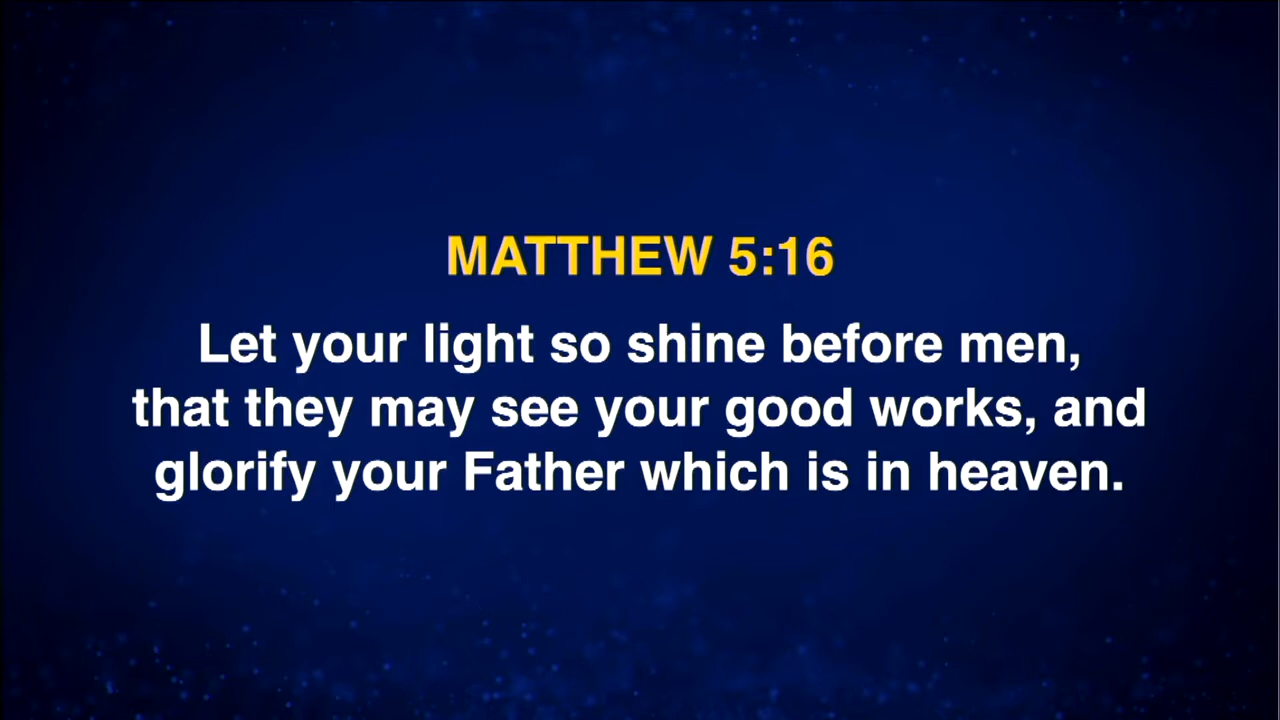 MATTHEW 5:16
Let your light so shine before men,
that they may see your good works, and
glorify your Father which is in heaven.